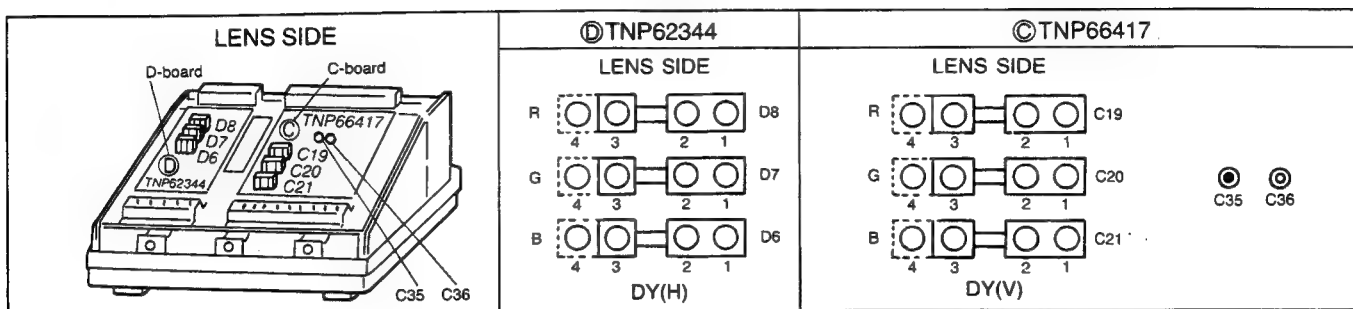 LENS SIDE
D-board
C-board
D8
D7
D6
D
TNP62344
C
TNP66417
C19
C20
C21
C35
C36
ⒹTNP62344
LENS SIDE
R
4 3 2 1
D8
G
4 3 2 1
D7
B
4 3 2 1
D6
DY(H)
ⒸTNP66417
LENS SIDE
R
4 3 2 1
C19
G
4 3 2 1
C20
B
4 3 2 1
C21
DY(V)
C35
C36